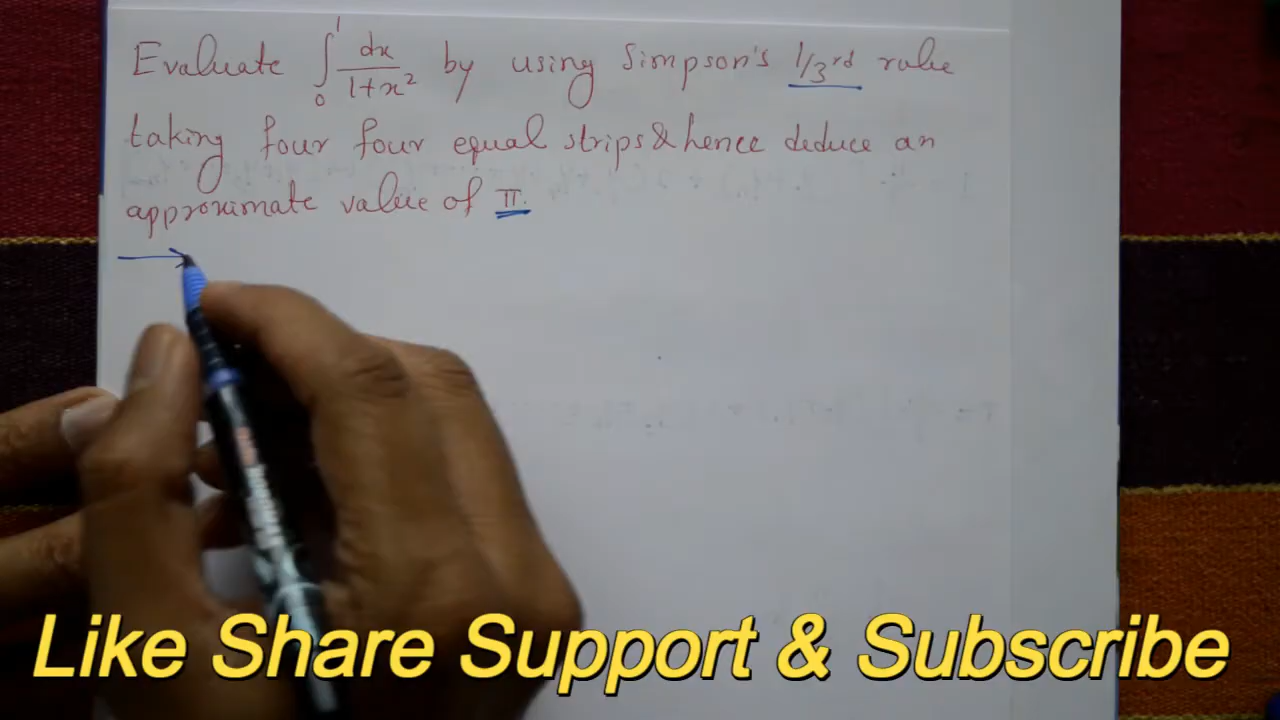 Evaluate ∫₀¹ dx/1+x² by using Simpson's 1/3rd rule
taking four four equal strips & hence deduce an
approximate value of π.
Like Share Support & Subscribe